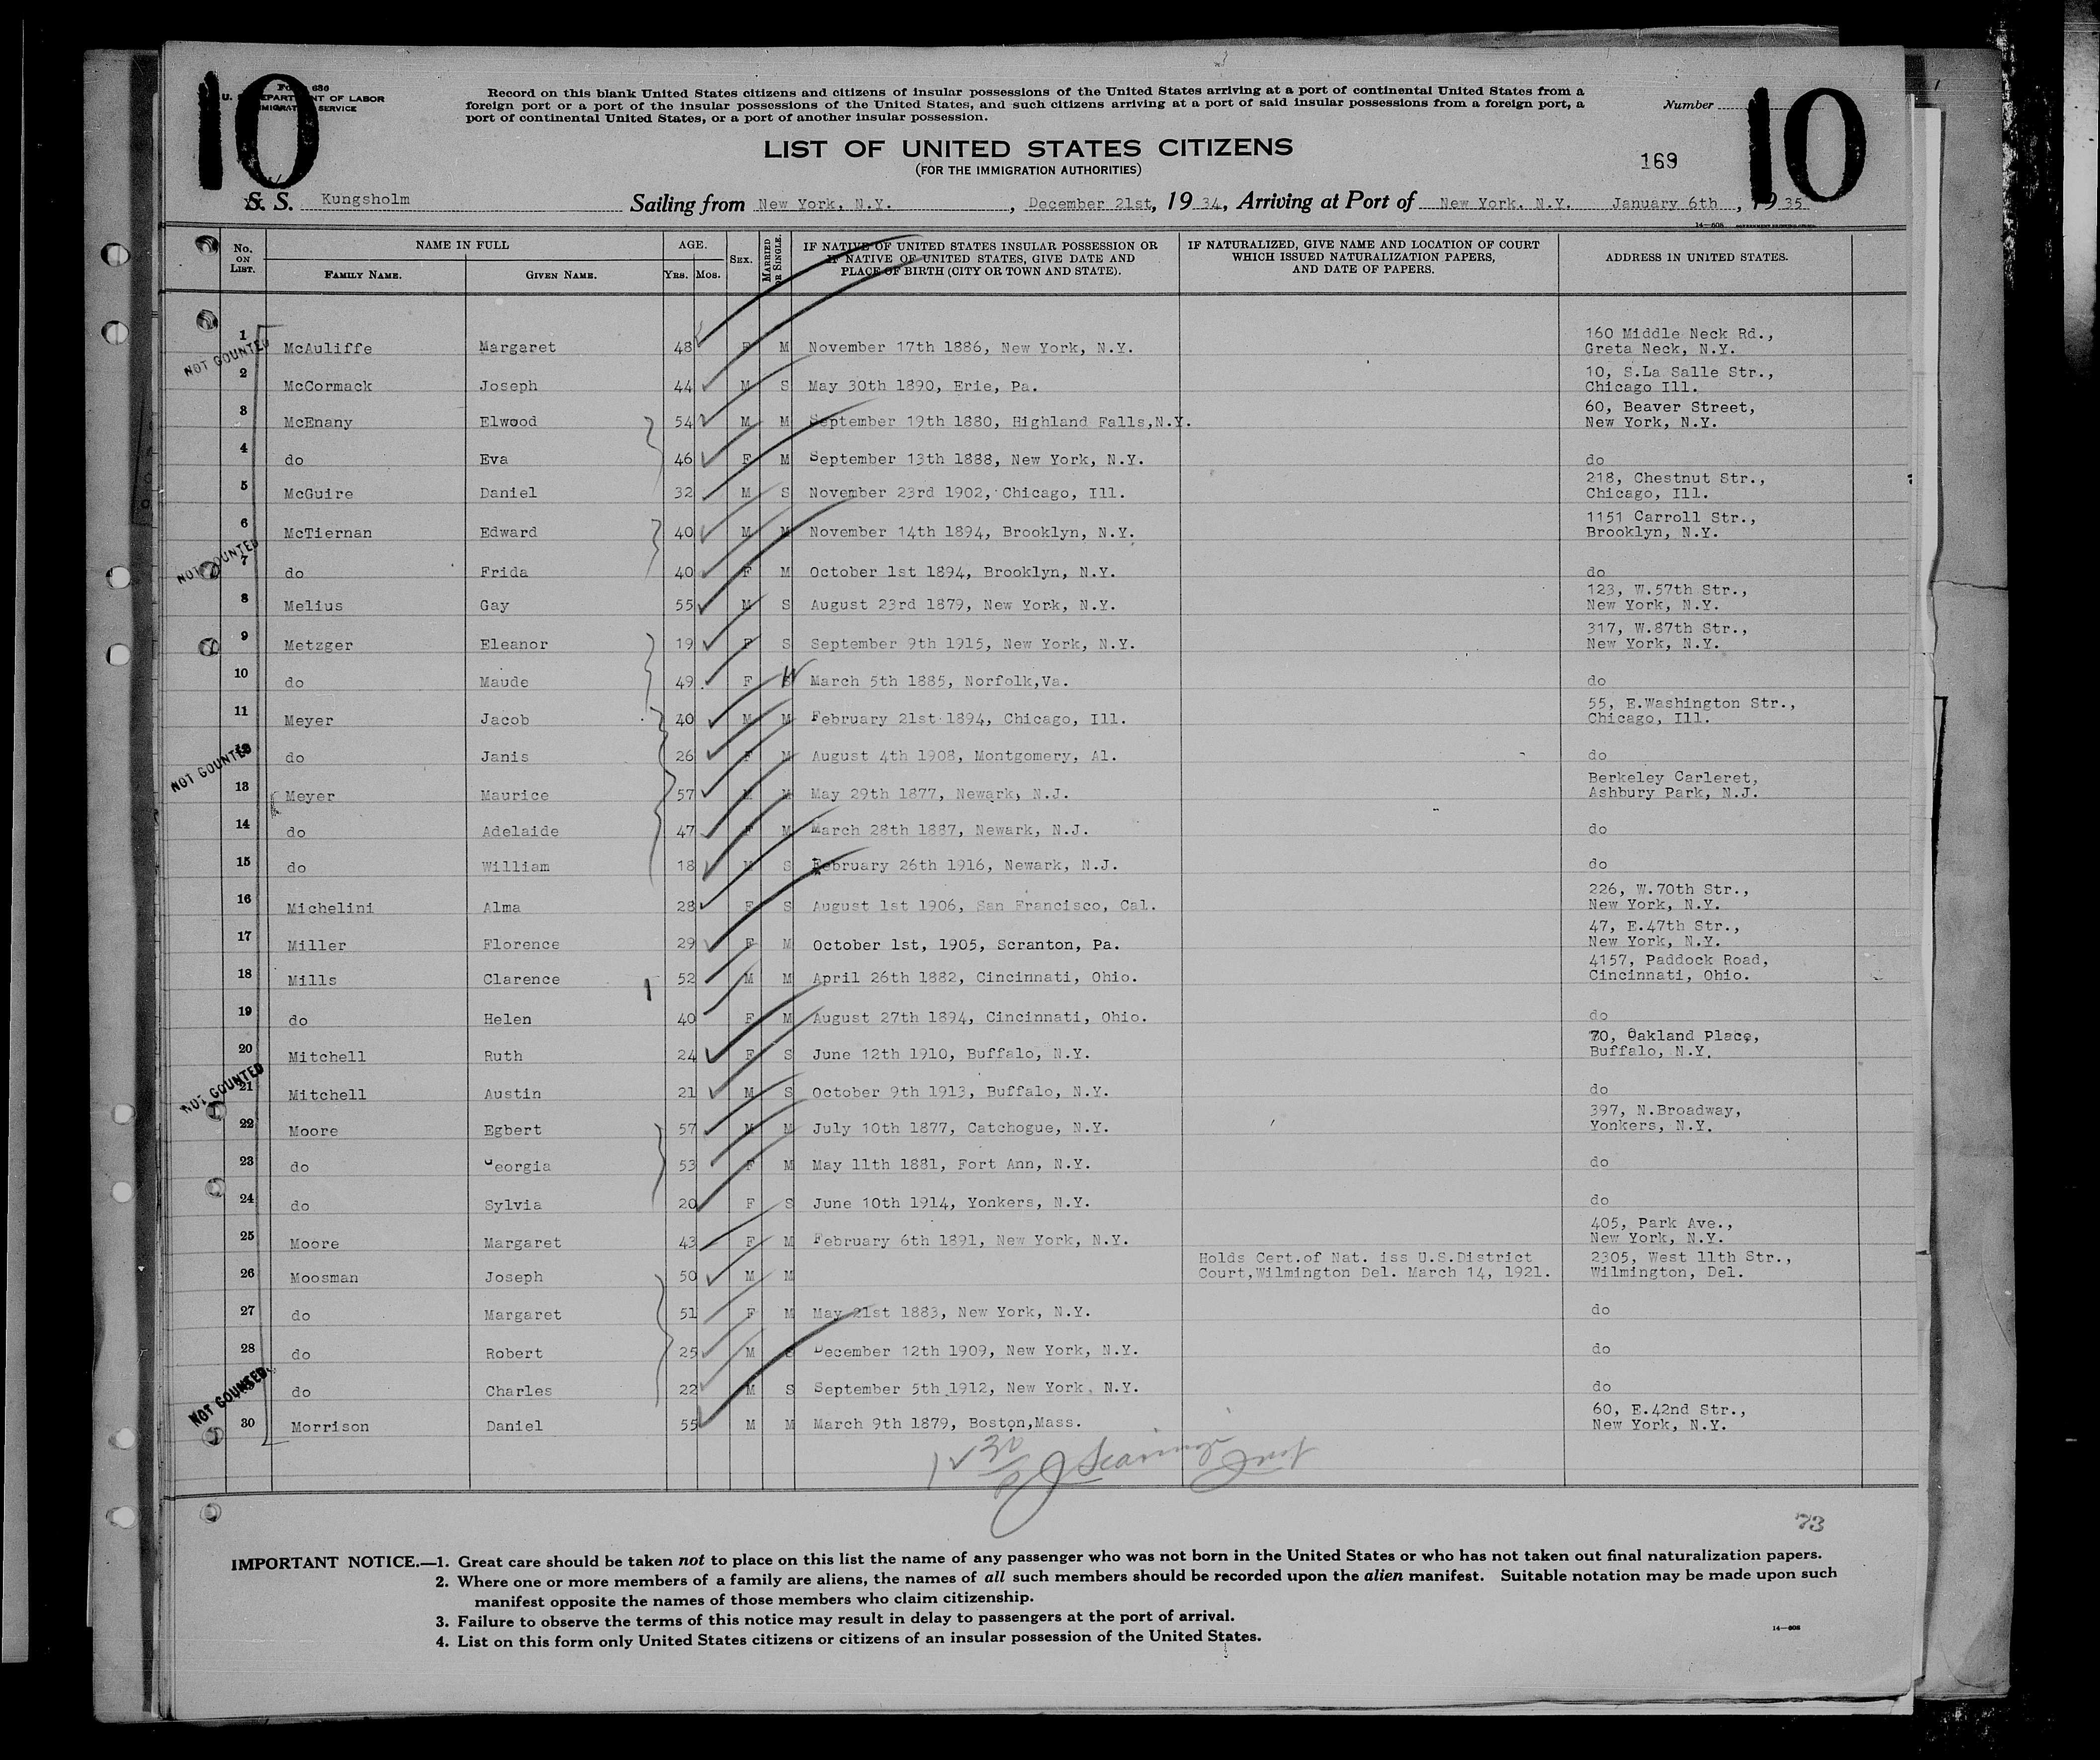 10
Form 630
U. S. DEPARTMENT OF LABOR
IMMIGRATION SERVICE
Record on this blank United States citizens and citizens of insular possessions of the United States arriving at a port of continental United States from a
foreign port or a port of the insular possessions of the United States, and such citizens arriving at a port of said insular possessions from a foreign port, a
port of continental United States, or a port of another insular possession.
Number
10
LIST OF UNITED STATES CITIZENS
(FOR THE IMMIGRATION AUTHORITIES)
169
S. S. Kungsholm Sailing from New York, N.Y. , December 21st, 19 34, Arriving at Port of New York. N.Y. January 6th , 19 35
14—608 GOVERNMENT PRINTING OFFICE
No. ON LIST. NAME IN FULL AGE. SEX. MARRIED OR SINGLE. IF NATIVE OF UNITED STATES INSULAR POSSESSION OR IF NATIVE OF UNITED STATES, GIVE DATE AND PLACE OF BIRTH (CITY OR TOWN AND STATE). IF NATURALIZED, GIVE NAME AND LOCATION OF COURT WHICH ISSUED NATURALIZATION PAPERS, AND DATE OF PAPERS. ADDRESS IN UNITED STATES.
FAMILY NAME. GIVEN NAME. YRS. MOS.
1 McAuliffe Margaret 48 F M November 17th 1886, New York, N.Y. 160 Middle Neck Rd., Greta Neck, N.Y.
NOT COUNTED
2 McCormack Joseph 44 M S May 30th 1890, Erie, Pa. 10, S.La Salle Str., Chicago Ill.
3 McEnany Elwood 54 M M September 19th 1880, Highland Falls,N.Y. 60, Beaver Street, New York, N.Y.
4 do Eva 46 F M September 13th 1888, New York, N.Y. do
5 McGuire Daniel 32 M S November 23rd 1902, Chicago, Ill. 218, Chestnut Str., Chicago, Ill.
6 McTiernan Edward 40 M M November 14th 1894, Brooklyn, N.Y. 1151 Carroll Str., Brooklyn, N.Y.
NOT COUNTED
7 do Frida 40 F M October 1st 1894, Brooklyn, N.Y. do
8 Melius Gay 55 M S August 23rd 1879, New York, N.Y. 123, W.57th Str., New York, N.Y.
9 Metzger Eleanor 19 F S September 9th 1915, New York, N.Y. 317, W.87th Str., New York, N.Y.
10 do Maude 49 F W March 5th 1885, Norfolk,Va. do
11 Meyer Jacob 40 M M February 21st 1894, Chicago, Ill. 55, E.Washington Str., Chicago, Ill.
12 do Janis 26 F M August 4th 1908, Montgomery, Al. do
NOT COUNTED
13 Meyer Maurice 57 M M May 29th 1877, Newark, N.J. Berkeley Carleret, Ashbury Park, N.J.
14 do Adelaide 47 F M March 28th 1887, Newark, N.J. do
15 do William 18 M S February 26th 1916, Newark, N.J. do
16 Michelini Alma 28 F S August 1st 1906, San Francisco, Cal. 226, W.70th Str., New York, N.Y.
17 Miller Florence 29 F M October 1st, 1905, Scranton, Pa. 47, E.47th Str., New York, N.Y.
18 Mills Clarence 52 M M April 26th 1882, Cincinnati, Ohio. 4157, Paddock Road, Cincinnati, Ohio.
19 do Helen 40 F M August 27th 1894, Cincinnati, Ohio. do
20 Mitchell Ruth 24 F S June 12th 1910, Buffalo, N.Y. 70, Oakland Place, Buffalo, N.Y.
NOT COUNTED
21 Mitchell Austin 21 M S October 9th 1913, Buffalo, N.Y. do
22 Moore Egbert 57 M M July 10th 1877, Catchogue, N.Y. 397, N.Broadway, Yonkers, N.Y.
23 do Georgia 53 F M May 11th 1881, Fort Ann, N.Y. do
24 do Sylvia 20 F S June 10th 1914, Yonkers, N.Y. do
25 Moore Margaret 43 F M February 6th 1891, New York, N.Y. 405, Park Ave., New York, N.Y.
26 Moosman Joseph 50 M M Holds Cert.of Nat. iss U.S.District Court,Wilmington Del. March 14, 1921. 2305, West 11th Str., Wilmington, Del.
27 do Margaret 51 F M May 21st 1883, New York, N.Y. do
28 do Robert 25 M S December 12th 1909, New York, N.Y. do
NOT COUNTED
do Charles 22 M S September 5th 1912, New York, N.Y. do
30 Morrison Daniel 55 M M March 9th 1879, Boston,Mass. 60, E.42nd Str., New York, N.Y.
30
73
IMPORTANT NOTICE.—1. Great care should be taken not to place on this list the name of any passenger who was not born in the United States or who has not taken out final naturalization papers.
2. Where one or more members of a family are aliens, the names of all such members should be recorded upon the alien manifest. Suitable notation may be made upon such
manifest opposite the names of those members who claim citizenship.
3. Failure to observe the terms of this notice may result in delay to passengers at the port of arrival.
4. List on this form only United States citizens or citizens of an insular possession of the United States.
14—608